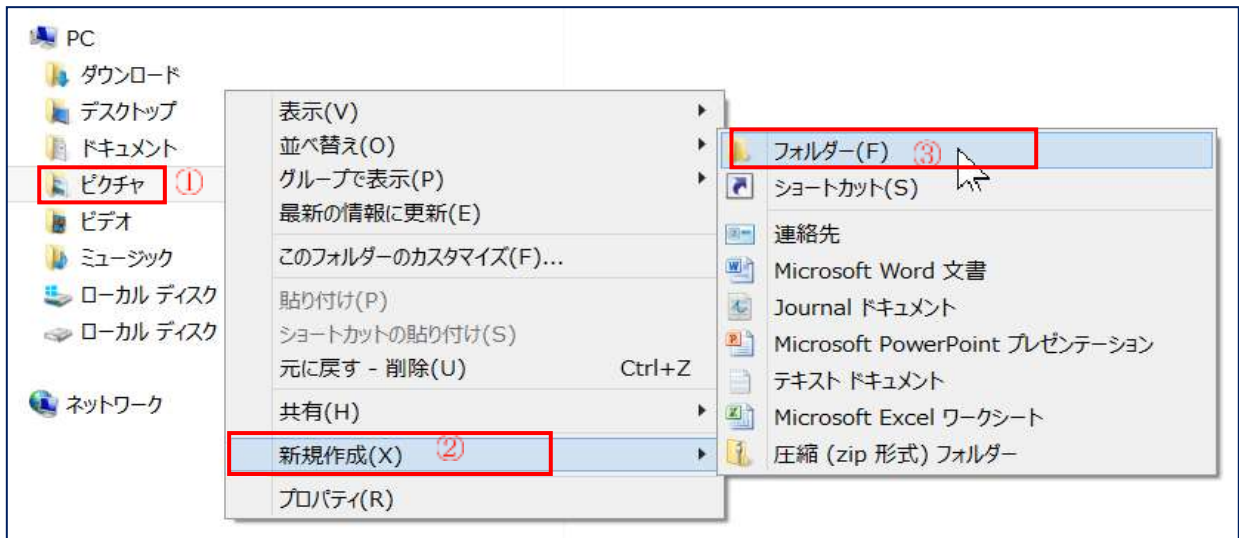 PC
ダウンロード
デスクトップ
ドキュメント
ピクチャ ①
ビデオ
ミュージック
ローカル ディスク
ローカル ディスク
ネットワーク
表示(V)
並べ替え(O)
グループで表示(P)
最新の情報に更新(E)
このフォルダーのカスタマイズ(F)...
貼り付け(P)
ショートカットの貼り付け(S)
元に戻す - 削除(U) Ctrl+Z
共有(H)
新規作成(X) ②
プロパティ(R)
フォルダー(F) ③
ショートカット(S)
連絡先
Microsoft Word 文書
Journal ドキュメント
Microsoft PowerPoint プレゼンテーション
テキスト ドキュメント
Microsoft Excel ワークシート
圧縮 (zip 形式) フォルダー